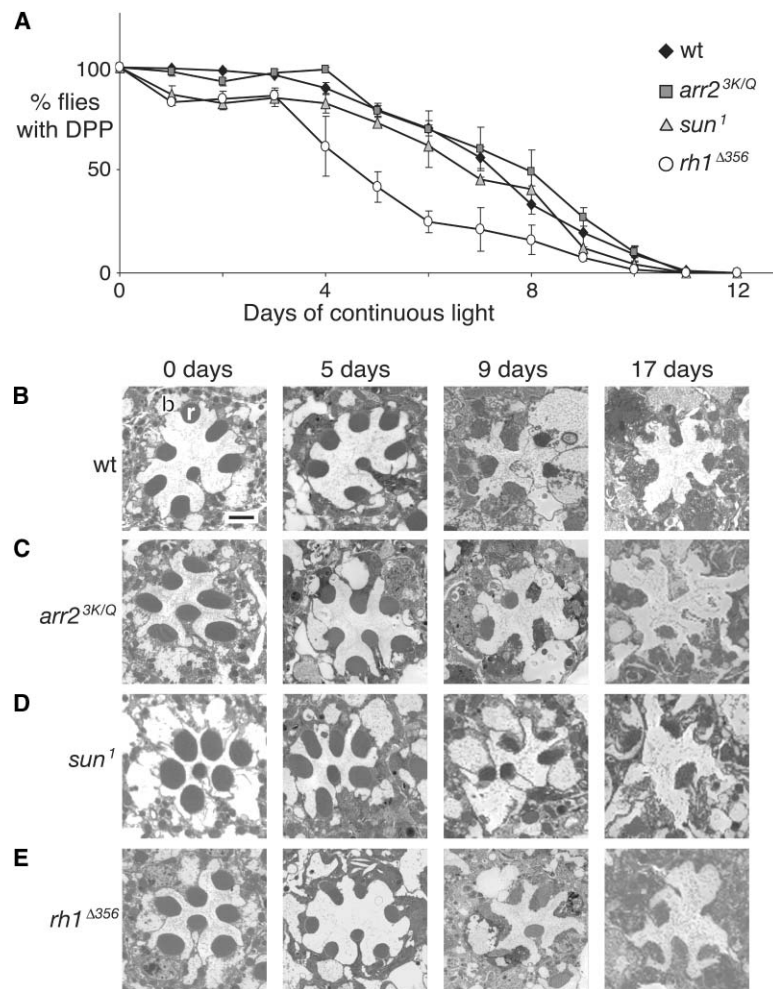 A
100
% flies
with DPP
50
0
0 4 8 12
Days of continuous light
wt
arr2 3K/Q
sun 1
rh1 Δ356
0 days 5 days 9 days 17 days
B
b
r
wt
C
arr2 3K/Q
D
sun 1
E
rh1 Δ356